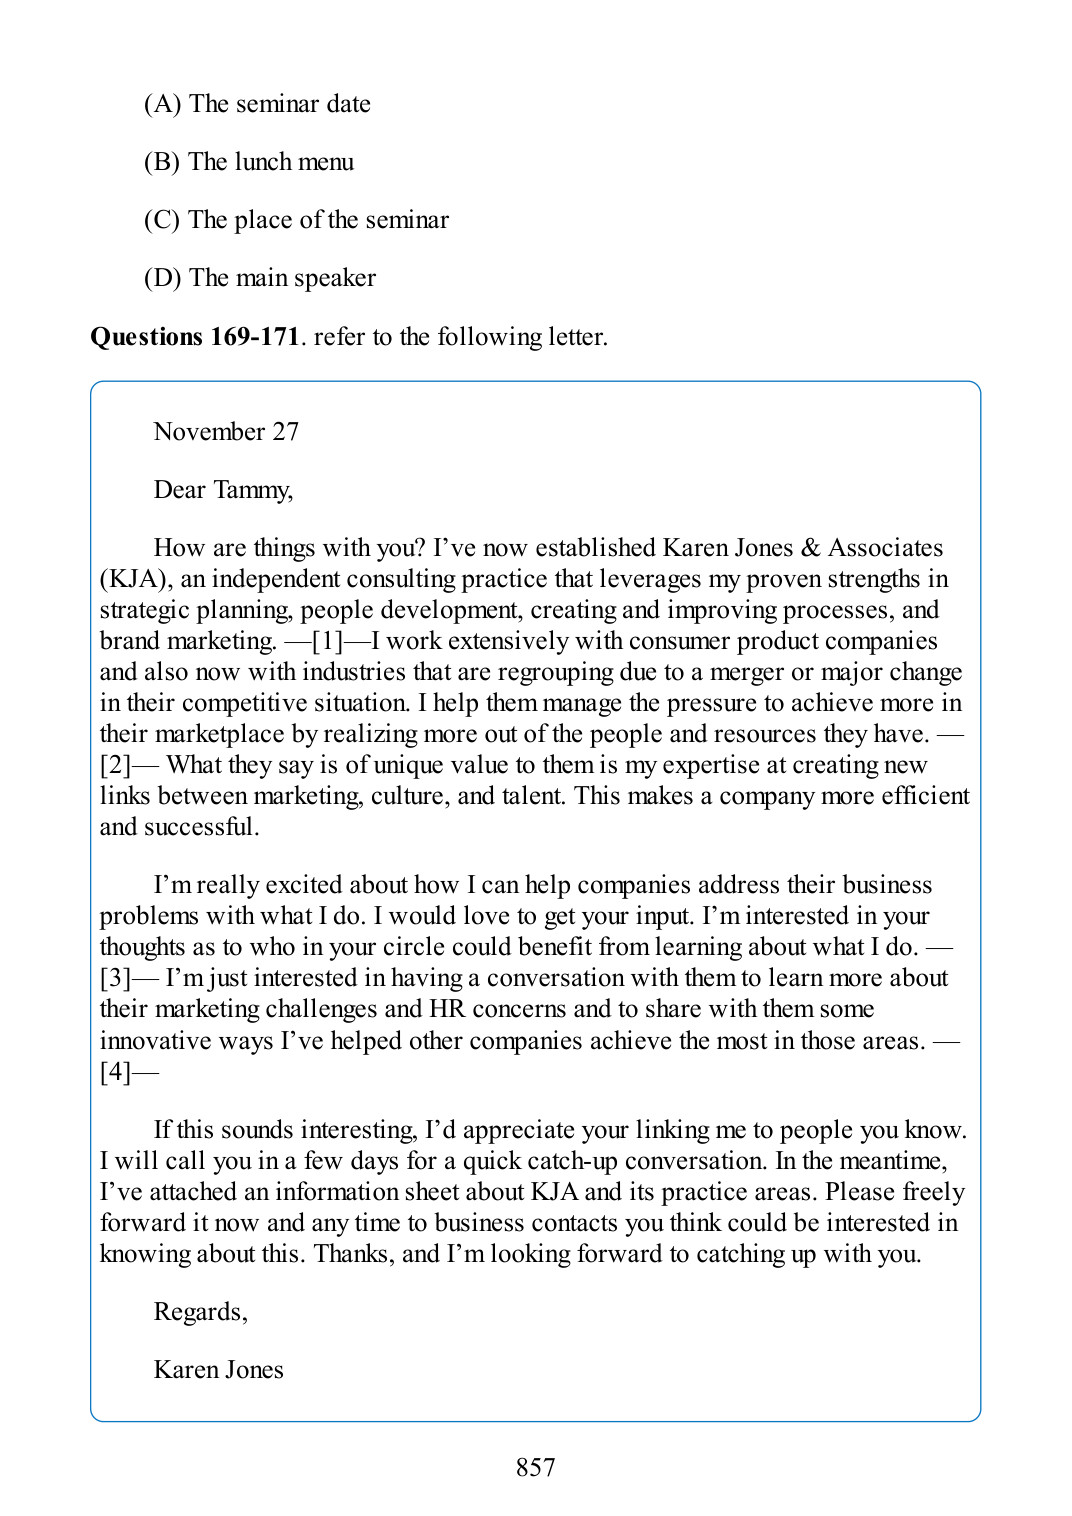 (A) The seminar date
(B) The lunch menu
(C) The place of the seminar
(D) The main speaker
Questions 169-171. refer to the following letter.
November 27
Dear Tammy,
How are things with you? I’ve now established Karen Jones & Associates
(KJA), an independent consulting practice that leverages my proven strengths in
strategic planning, people development, creating and improving processes, and
brand marketing. —[1]—I work extensively with consumer product companies
and also now with industries that are regrouping due to a merger or major change
in their competitive situation. I help them manage the pressure to achieve more in
their marketplace by realizing more out of the people and resources they have. —
[2]— What they say is of unique value to them is my expertise at creating new
links between marketing, culture, and talent. This makes a company more efficient
and successful.
I’m really excited about how I can help companies address their business
problems with what I do. I would love to get your input. I’m interested in your
thoughts as to who in your circle could benefit from learning about what I do. —
[3]— I’m just interested in having a conversation with them to learn more about
their marketing challenges and HR concerns and to share with them some
innovative ways I’ve helped other companies achieve the most in those areas. —
[4]—
If this sounds interesting, I’d appreciate your linking me to people you know.
I will call you in a few days for a quick catch-up conversation. In the meantime,
I’ve attached an information sheet about KJA and its practice areas. Please freely
forward it now and any time to business contacts you think could be interested in
knowing about this. Thanks, and I’m looking forward to catching up with you.
Regards,
Karen Jones
857